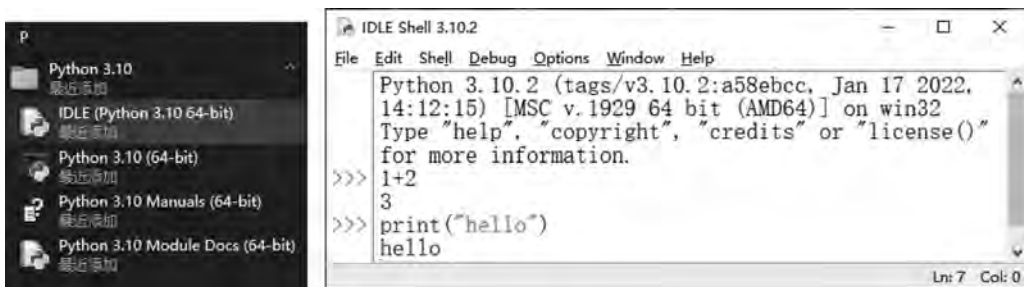 P
Python 3.10
最近添加
IDLE (Python 3.10 64-bit)
最近添加
Python 3.10 (64-bit)
最近添加
Python 3.10 Manuals (64-bit)
最近添加
Python 3.10 Module Docs (64-bit)
最近添加
IDLE Shell 3.10.2
File Edit Shell Debug Options Window Help
Python 3.10.2 (tags/v3.10.2:a58ebcc, Jan 17 2022,
14:12:15) [MSC v.1929 64 bit (AMD64)] on win32
Type "help", "copyright", "credits" or "license()"
for more information.
>>> 1+2
3
>>> print("hello")
hello
Ln: 7 Col: 0